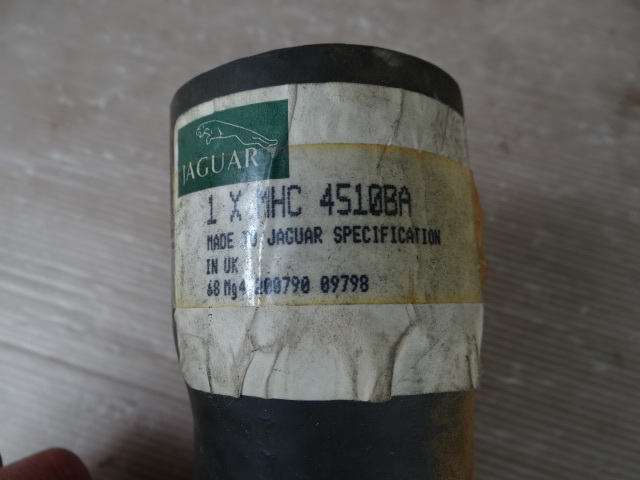 JAGUAR
1 X MHC 4510BA
MADE TO JAGUAR SPECIFICATION
IN UK
68 Mg4 200790 09798